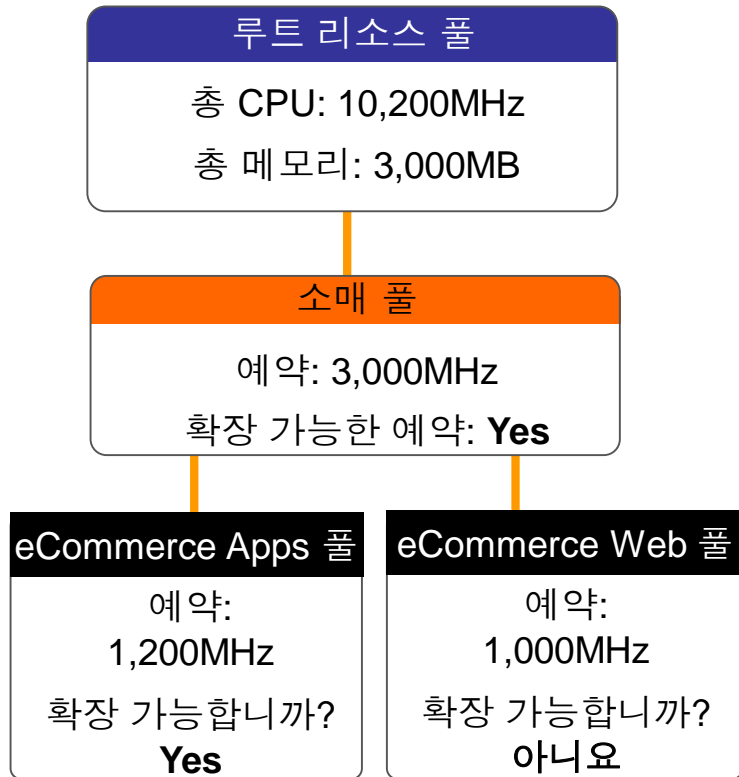 루트 리소스 풀
총 CPU: 10,200MHz
총 메모리: 3,000MB
소매 풀
예약: 3,000MHz
확장 가능한 예약: Yes
eCommerce Apps 풀
예약:
1,200MHz
확장 가능합니까?
Yes
eCommerce Web 풀
예약:
1,000MHz
확장 가능합니까?
아니요